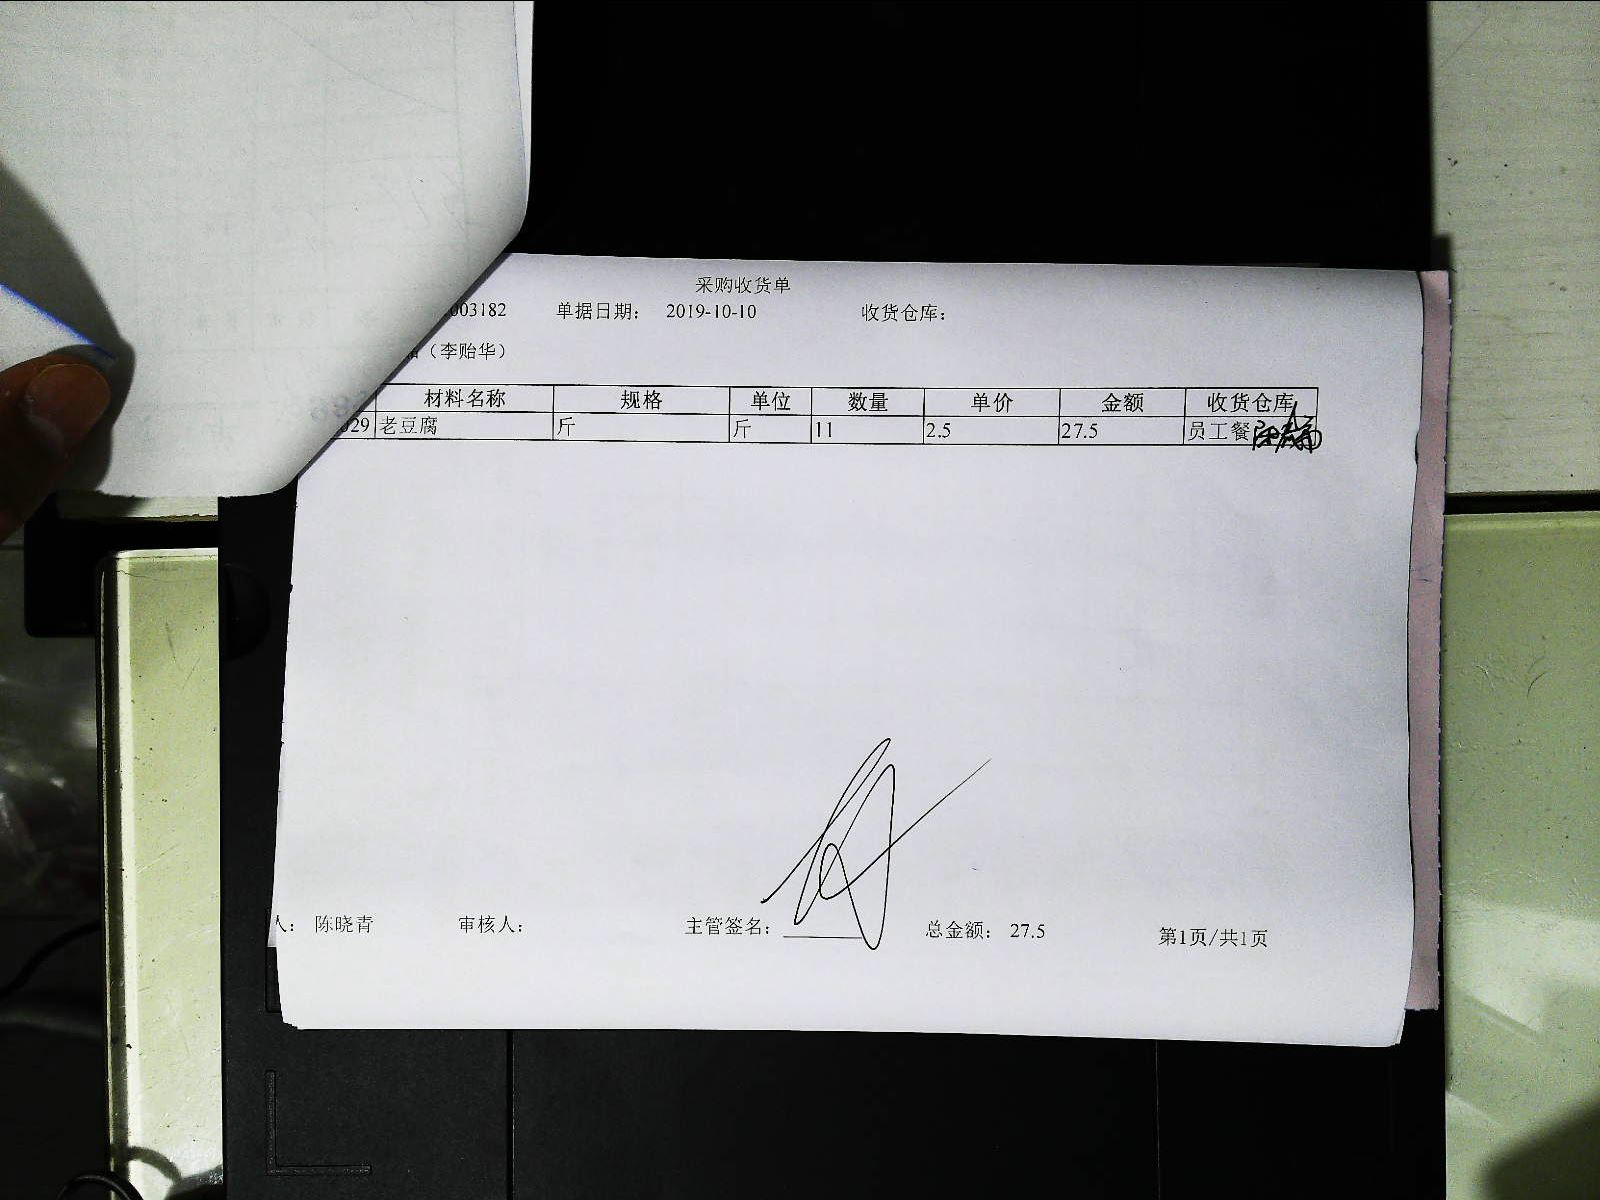 采购收货单
003182 单据日期: 2019-10-10 收货仓库:
(李贻华)
材料名称 规格 单位 数量 单价 金额 收货仓库
029 老豆腐 斤 斤 11 2.5 27.5 员工餐
人: 陈晓青 审核人: 主管签名: 总金额: 27.5 第1页/共1页